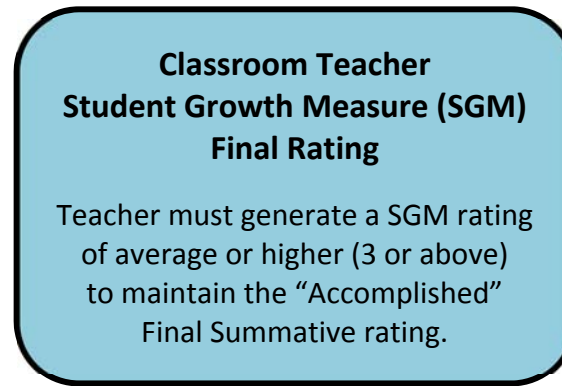 Classroom Teacher
Student Growth Measure (SGM)
Final Rating
Teacher must generate a SGM rating
of average or higher (3 or above)
to maintain the “Accomplished”
Final Summative rating.